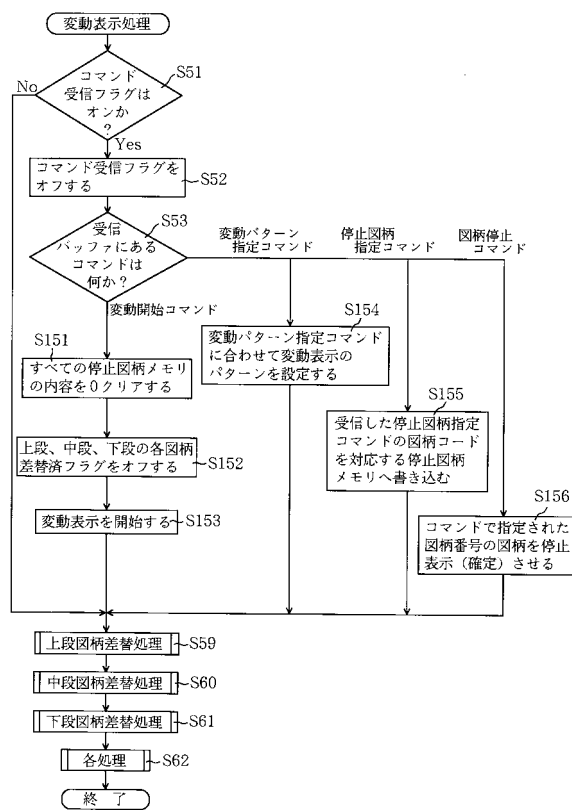 変動表示処理
S51
コマンド
受信フラグは
オンか
?
No
Yes
コマンド受信フラグを
オフする
S52
S53
受信
バッファにある
コマンドは
何か?
変動パターン
指定コマンド
停止図柄
指定コマンド
図柄停止
コマンド
変動開始コマンド
S151
すべての停止図柄メモリ
の内容を0クリアする
S154
変動パターン指定コマンド
に合わせて変動表示の
パターンを設定する
S155
受信した停止図柄指定
コマンドの図柄コード
を対応する停止図柄
メモリへ書き込む
上段、中段、下段の各図柄
差替済フラグをオフする
S152
変動表示を開始する
S153
S156
コマンドで指定された
図柄番号の図柄を停止
表示(確定)させる
上段図柄差替処理
S59
中段図柄差替処理
S60
下段図柄差替処理
S61
各処理
S62
終了